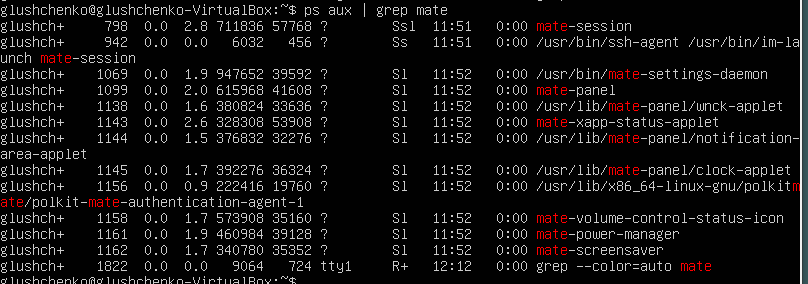 glushchenko@glushchenko-VirtualBox:~$ ps aux | grep mate
glushch+     798  0.0  2.8 711836 57768 ?        Ssl  11:51   0:00 mate-session
glushch+     942  0.0  0.0   6032   456 ?        Ss   11:51   0:00 /usr/bin/ssh-agent /usr/bin/im-la
unch mate-session
glushch+    1069  0.0  1.9 947652 39592 ?        Sl   11:52   0:00 /usr/bin/mate-settings-daemon
glushch+    1099  0.0  2.0 615968 41608 ?        Sl   11:52   0:00 mate-panel
glushch+    1138  0.0  1.6 380824 33636 ?        Sl   11:52   0:00 /usr/lib/mate-panel/wnck-applet
glushch+    1143  0.0  2.6 328308 53908 ?        Sl   11:52   0:00 mate-xapp-status-applet
glushch+    1144  0.0  1.5 376832 32276 ?        Sl   11:52   0:00 /usr/lib/mate-panel/notification-
area-applet
glushch+    1145  0.0  1.7 392276 36324 ?        Sl   11:52   0:00 /usr/lib/mate-panel/clock-applet
glushch+    1156  0.0  0.9 222416 19760 ?        Sl   11:52   0:00 /usr/lib/x86_64-linux-gnu/polkitm
ate/polkit-mate-authentication-agent-1
glushch+    1158  0.0  1.7 573908 35160 ?        Sl   11:52   0:00 mate-volume-control-status-icon
glushch+    1161  0.0  1.9 460984 39128 ?        Sl   11:52   0:00 mate-power-manager
glushch+    1162  0.0  1.7 340780 35352 ?        Sl   11:52   0:00 mate-screensaver
glushch+    1822  0.0  0.0   9064   724 tty1     R+   12:12   0:00 grep --color=auto mate
glushchenko@glushchenko-VirtualBox:~$